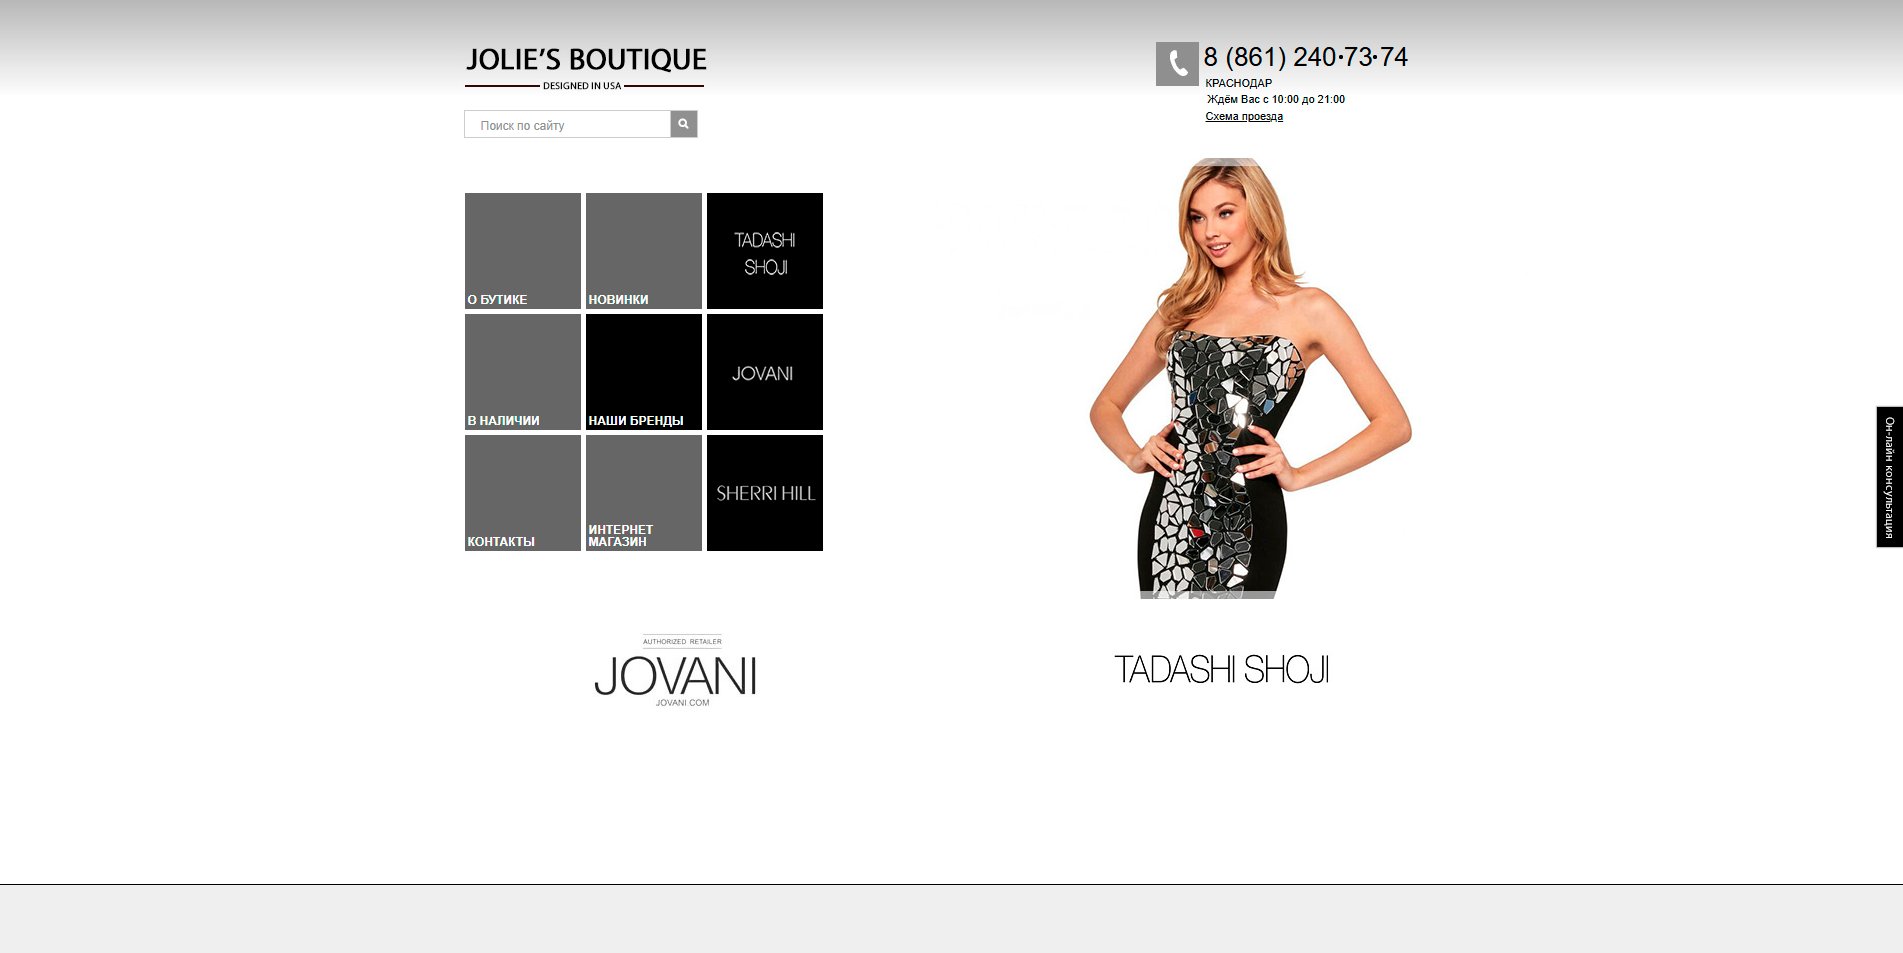 JOLIE'S BOUTIQUE
DESIGNED IN USA
Поиск по сайту
8 (861) 240·73·74
КРАСНОДАР
Ждём Вас с 10:00 до 21:00
Схема проезда
О БУТИКЕ
НОВИНКИ
TADASHI
SHOJI
В НАЛИЧИИ
НАШИ БРЕНДЫ
JOVANI
КОНТАКТЫ
ИНТЕРНЕТ
МАГАЗИН
SHERRI HILL
Он-лайн консультация
AUTHORIZED RETAILER
JOVANI
JOVANI.COM
TADASHI SHOJI